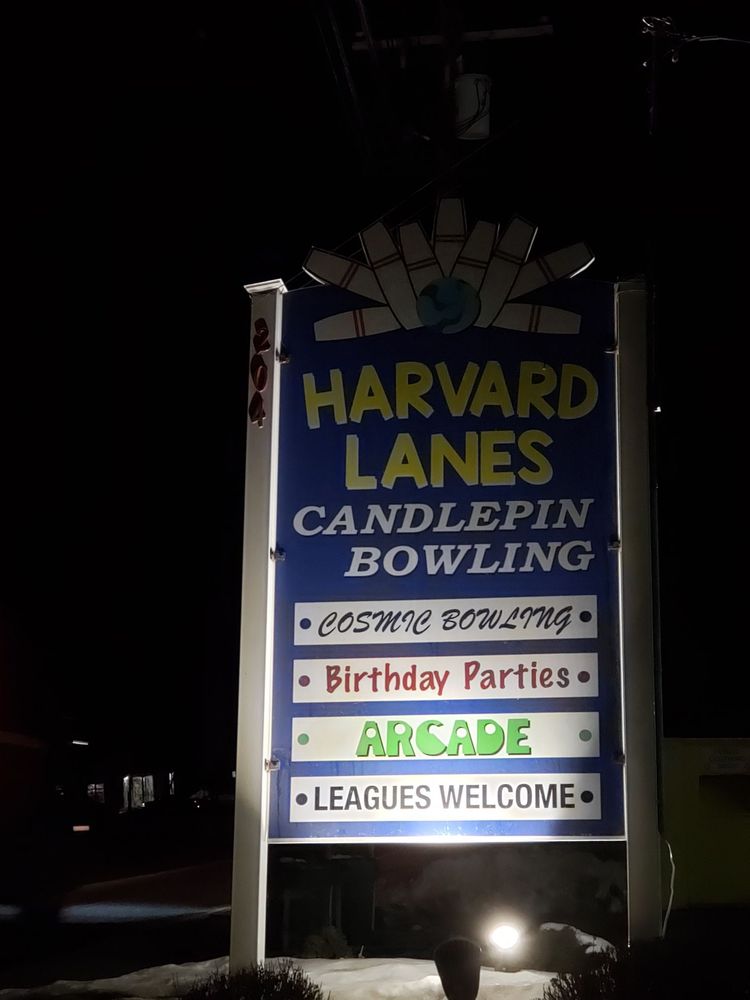 204
HARVARD
LANES
CANDLEPIN
BOWLING
• COSMIC BOWLING •
• Birthday Parties •
• ARCADE •
• LEAGUES WELCOME •